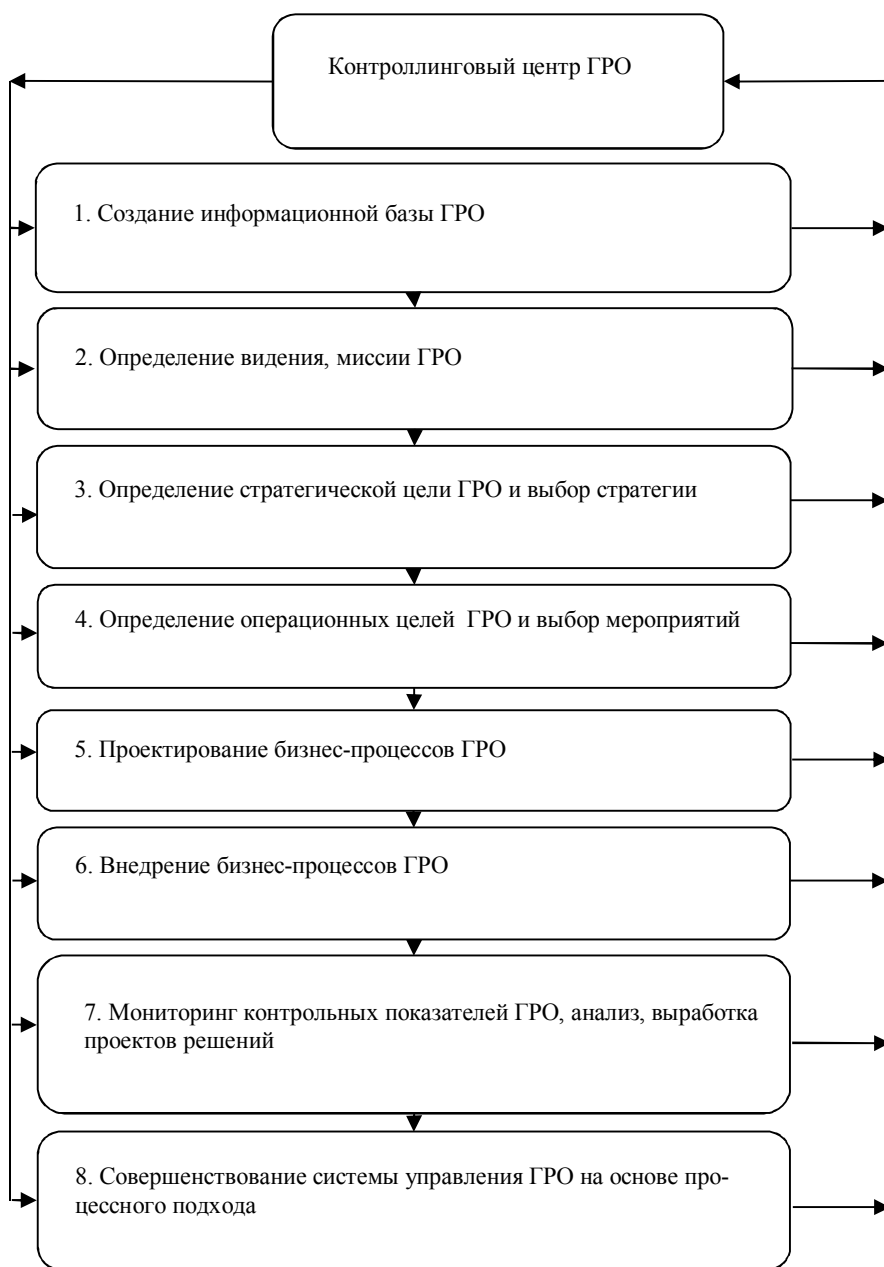 Контроллинговый центр ГРО
1. Создание информационной базы ГРО
2. Определение видения, миссии ГРО
3. Определение стратегической цели ГРО и выбор стратегии
4. Определение операционных целей  ГРО и выбор мероприятий
5. Проектирование бизнес-процессов ГРО
6. Внедрение бизнес-процессов ГРО
7. Мониторинг контрольных показателей ГРО, анализ, выработка
проектов решений
8. Совершенствование системы управления ГРО на основе про-
цессного подхода